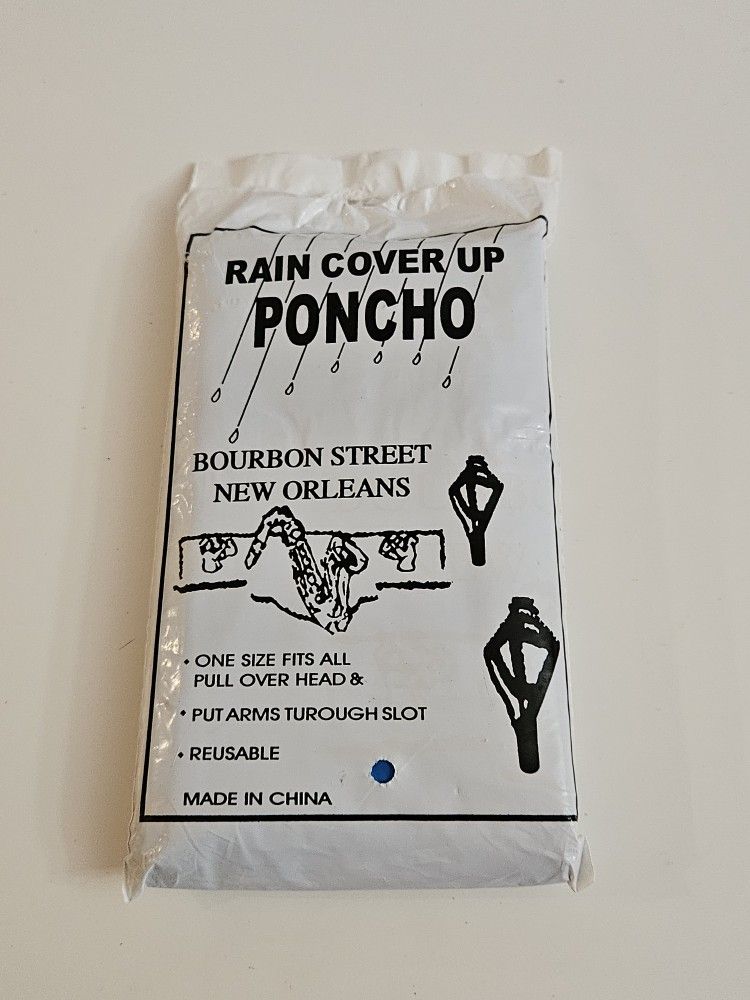 RAIN COVER UP
PONCHO
BOURBON STREET
NEW ORLEANS
• ONE SIZE FITS ALL
PULL OVER HEAD &
• PUT ARMS TUROUGH SLOT
• REUSABLE
MADE IN CHINA